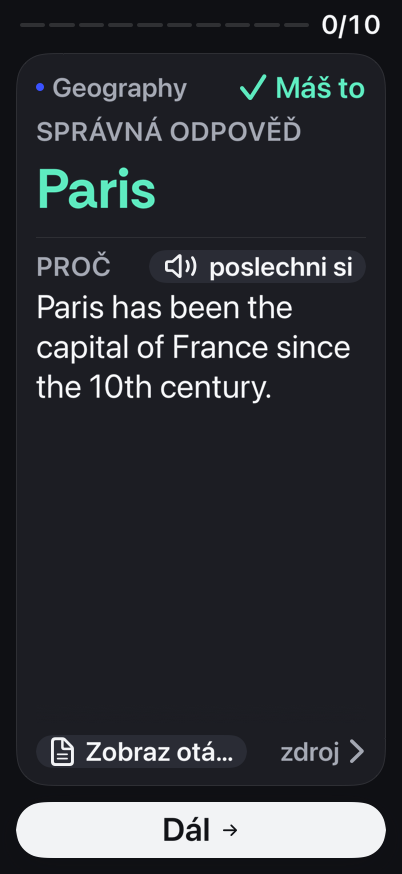 0/10
Geography
Máš to
SPRÁVNÁ ODPOVĚĎ
Paris
PROČ
poslechni si
Paris has been the
capital of France since
the 10th century.
Zobraz otá...
zdroj
Dál →